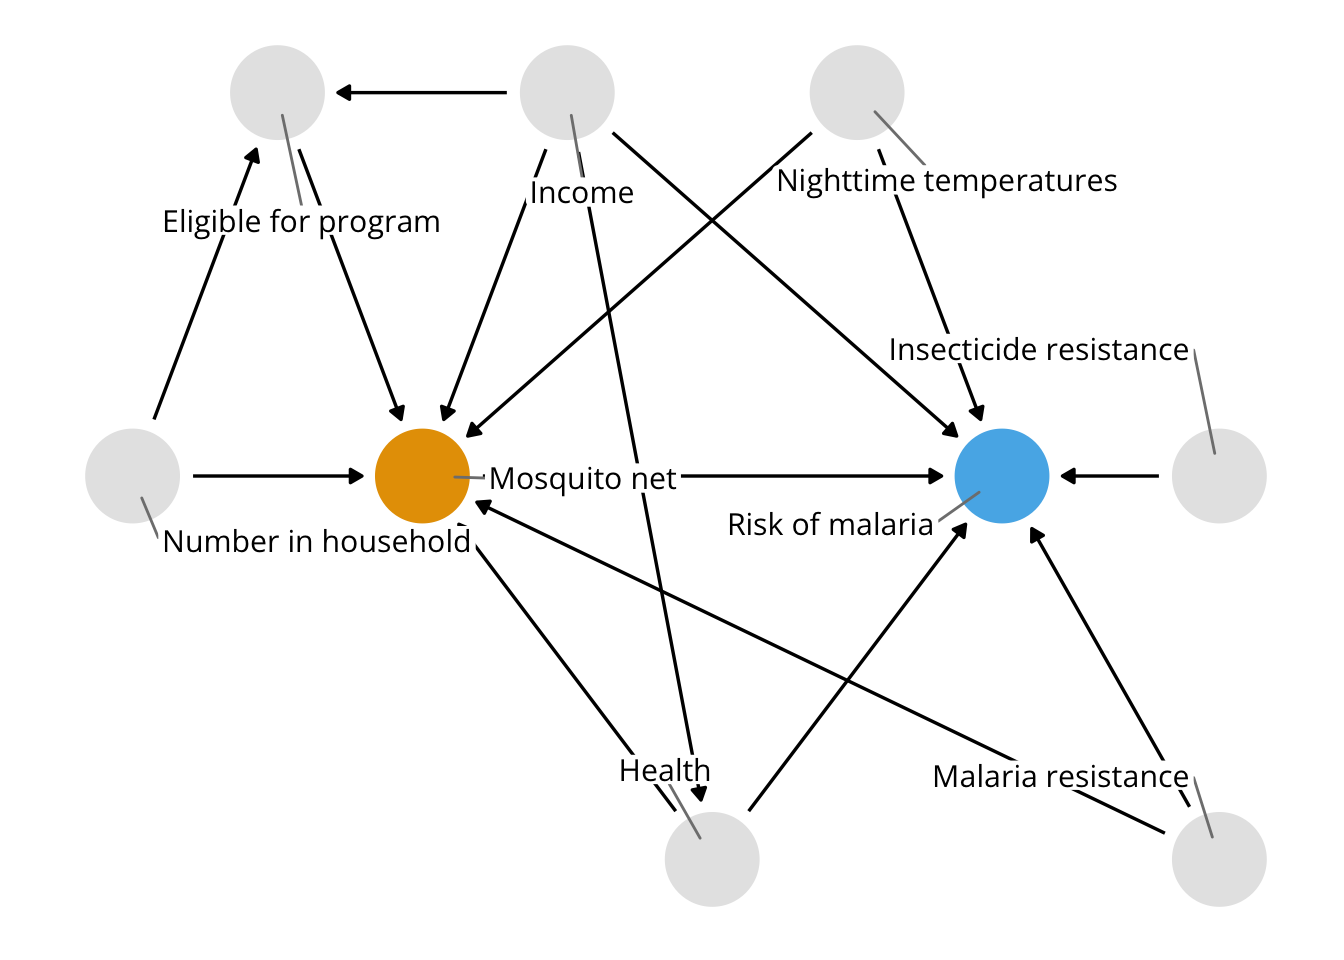 Nighttime temperatures
Income
Eligible for program
Insecticide resistance
Mosquito net
Risk of malaria
Number in household
Health
Malaria resistance